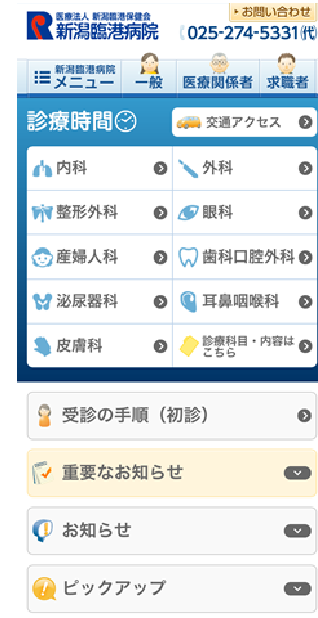 お問い合わせ
医療法人 新潟臨港保健会
新潟臨港病院
025-274-5331(代)
新潟臨港病院
メニュー
一般
医療関係者
求職者
診療時間
交通アクセス
内科
外科
整形外科
眼科
産婦人科
歯科口腔外科
泌尿器科
耳鼻咽喉科
皮膚科
診療科目・内容は
こちら
受診の手順（初診）
重要なお知らせ
お知らせ
ピックアップ